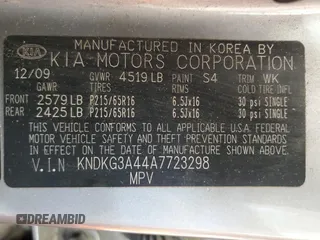 MANUFACTURED IN KOREA BY
KIA KIA MOTORS CORPORATION
12/09 GVWR 4519 LB PAINT S4 TRIM WK
GAWR TIRES RIMS COLD TIRE INFL
FRONT 2579 LB P215/65R16 6.5Jx16 30 psi SINGLE
REAR 2425 LB P215/65R16 6.5Jx16 30 psi SINGLE
THIS VEHICLE CONFORMS TO ALL APPLICABLE
FEDERAL MOTOR VEHICLE SAFETY STANDARDS IN
EFFECT ON THE DATE OF MANUFACTURE SHOWN ABOVE
V.I.N KNDKG3A44A7723298
MPV
DREAMBID